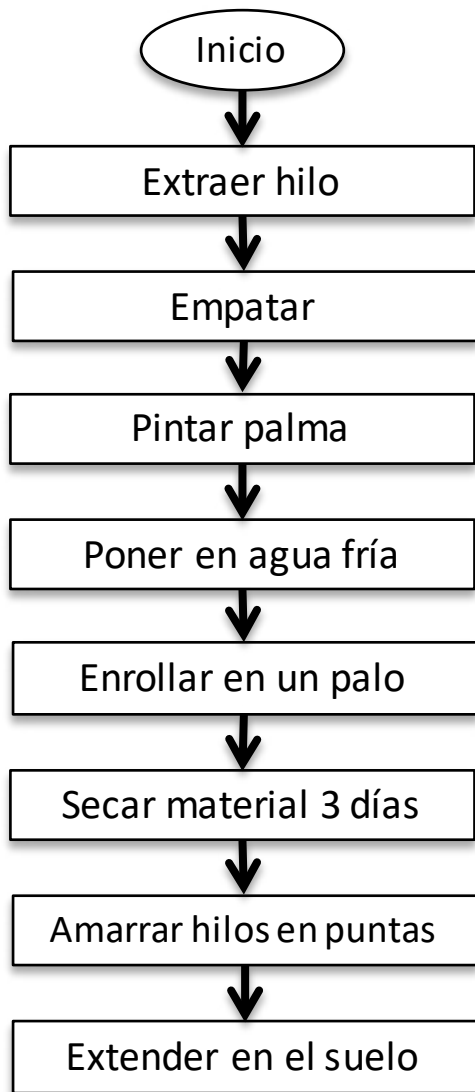 Inicio
Extraer hilo
Empatar
Pintar palma
Poner en agua fría
Enrollar en un palo
Secar material 3 días
Amarrar hilos en puntas
Extender en el suelo